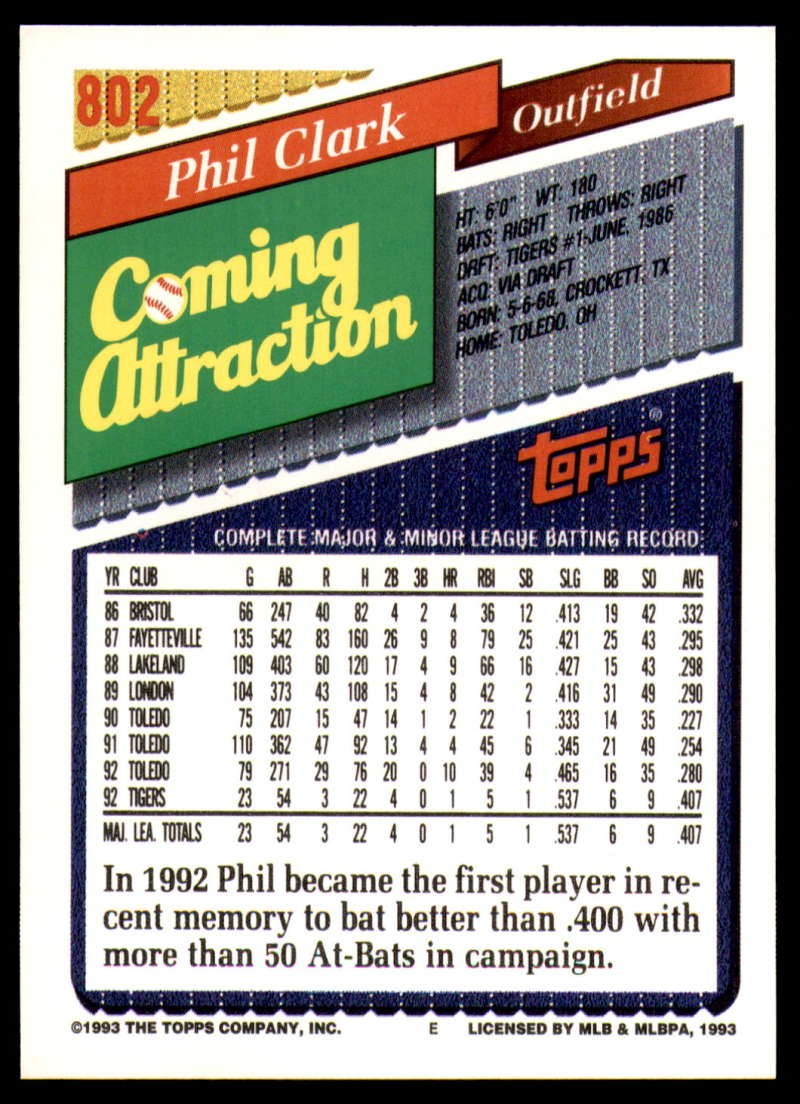 802
Phil Clark
Outfield
Coming
Attraction
HT: 6'0" WT: 180
BATS: RIGHT THROWS: RIGHT
DRFT: TIGERS #1-JUNE, 1986
ACQ: VIA DRAFT
BORN: 5-6-68, CROCKETT, TX
HOME: TOLEDO, OH
topps®
COMPLETE MAJOR & MINOR LEAGUE BATTING RECORD
YR CLUB G AB R H 2B 3B HR RBI SB SLG BB SO AVG
86 BRISTOL 66 247 40 82 4 2 4 36 12 .413 19 42 .332
87 FAYETTEVILLE 135 542 83 160 26 9 8 79 25 .421 25 43 .295
88 LAKELAND 109 403 60 120 17 4 9 66 16 .427 15 43 .298
89 LONDON 104 373 43 108 15 4 8 42 2 .416 31 49 .290
90 TOLEDO 75 207 15 47 14 1 2 22 1 .333 14 35 .227
91 TOLEDO 110 362 47 92 13 4 4 45 6 .345 21 49 .254
92 TOLEDO 79 271 29 76 20 0 10 39 4 .465 16 35 .280
92 TIGERS 23 54 3 22 4 0 1 5 1 .537 6 9 .407
MAJ. LEA. TOTALS 23 54 3 22 4 0 1 5 1 .537 6 9 .407
In 1992 Phil became the first player in re-
cent memory to bat better than .400 with
more than 50 At-Bats in campaign.
©1993 THE TOPPS COMPANY, INC. E LICENSED BY MLB & MLBPA, 1993